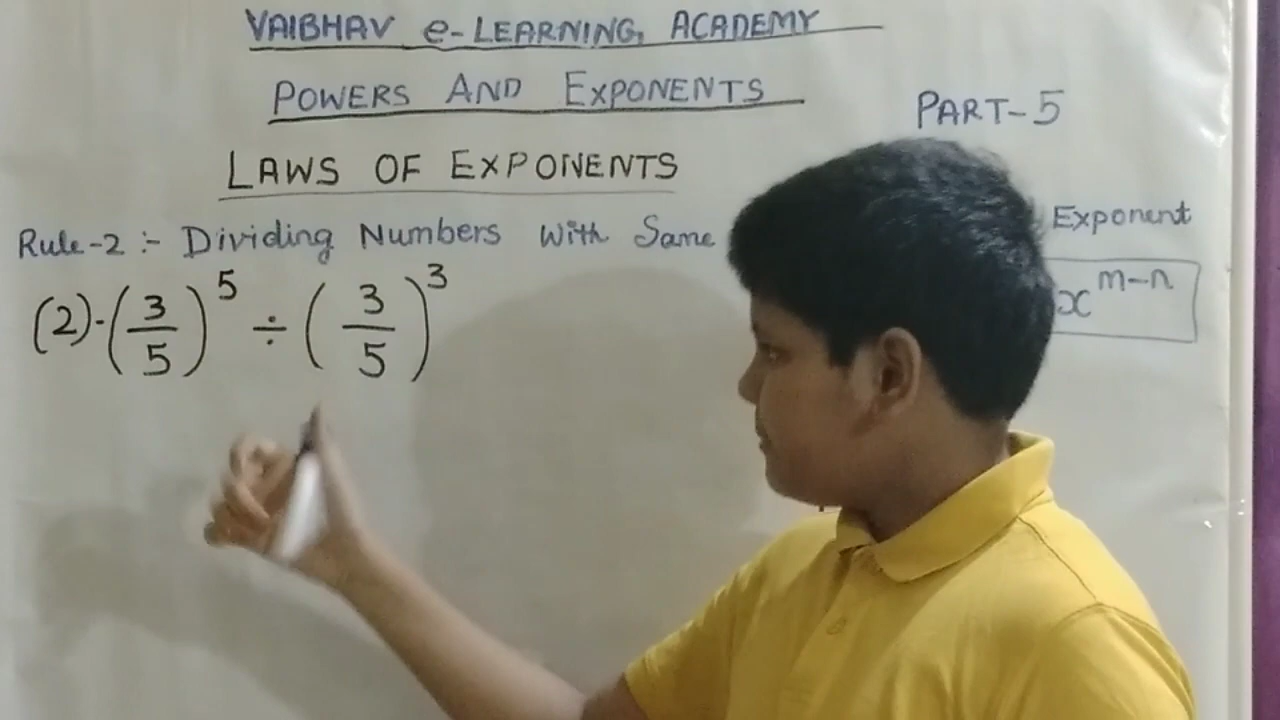 VAIBHAV e-LEARNING, ACADEMY
POWERS AND EXPONENTS
PART-5
LAWS OF EXPONENTS
Rule-2 :- Dividing Numbers With Same Exponent
x^{m-n}
(2)·(3/5)^5 ÷ (3/5)^3